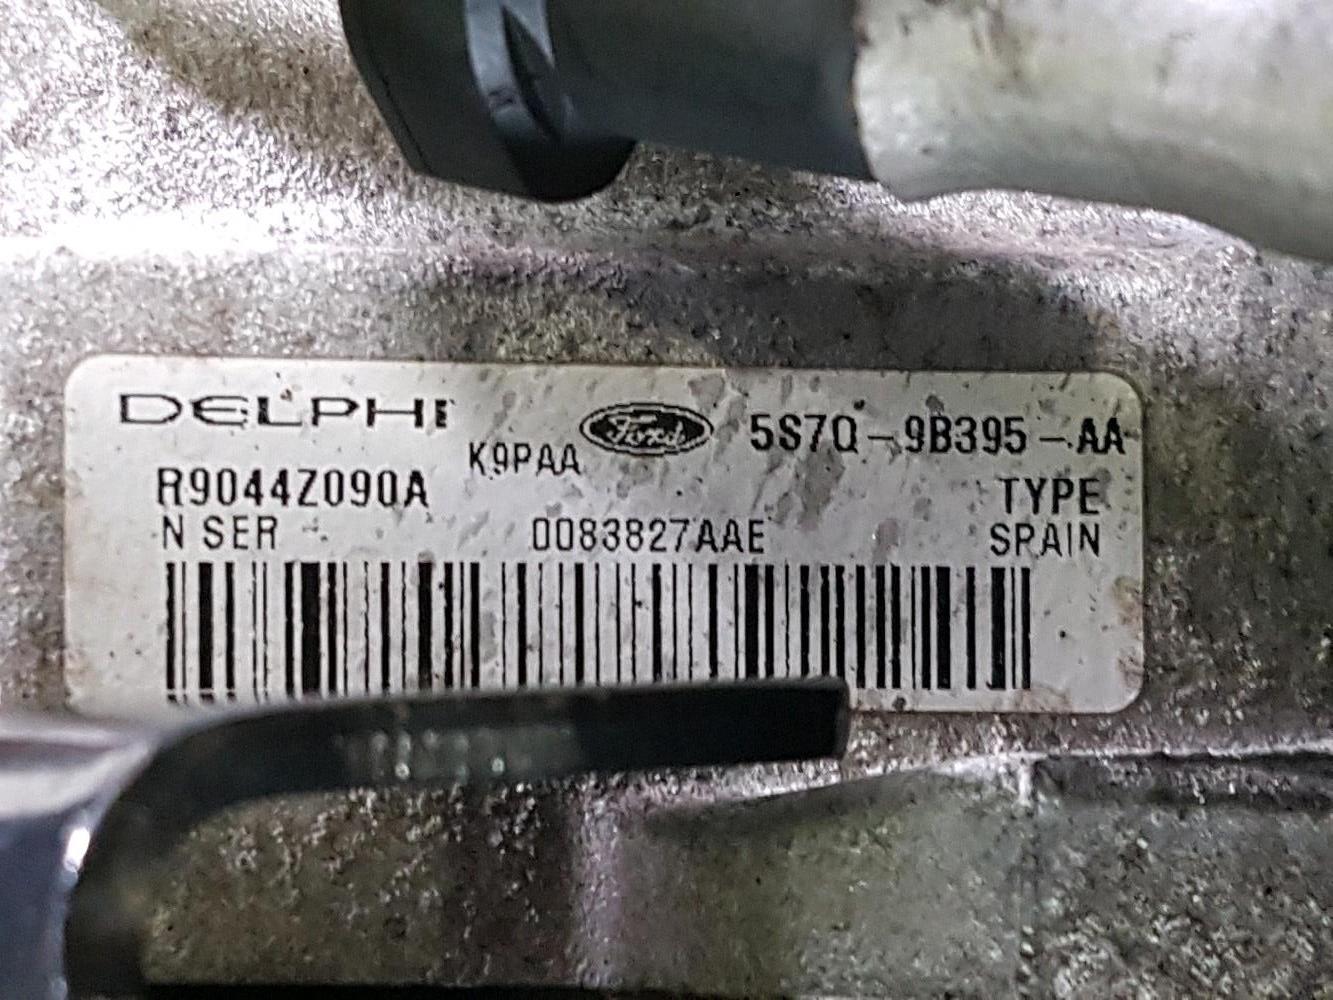 DELPHI
K9PAA Ford 5S7Q-9B395-AA
R9044Z090A TYPE
N SER 0083827AAE SPAIN